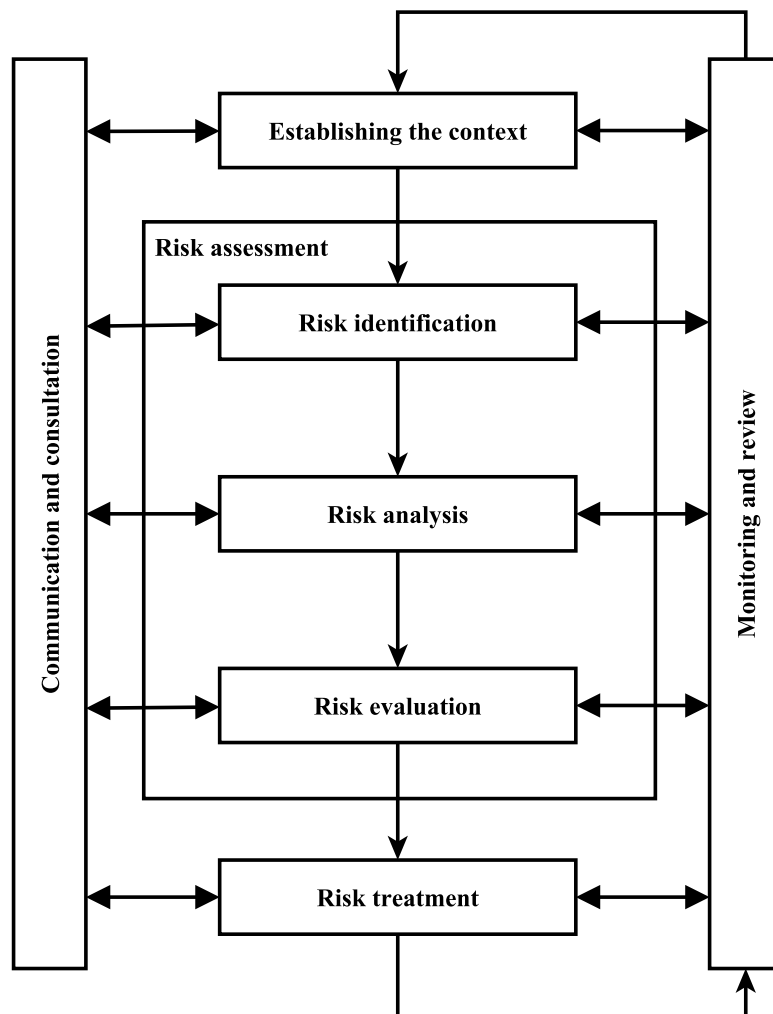 Establishing the context
Risk assessment
Risk identification
Communication and consultation
Monitoring and review
Risk analysis
Risk evaluation
Risk treatment